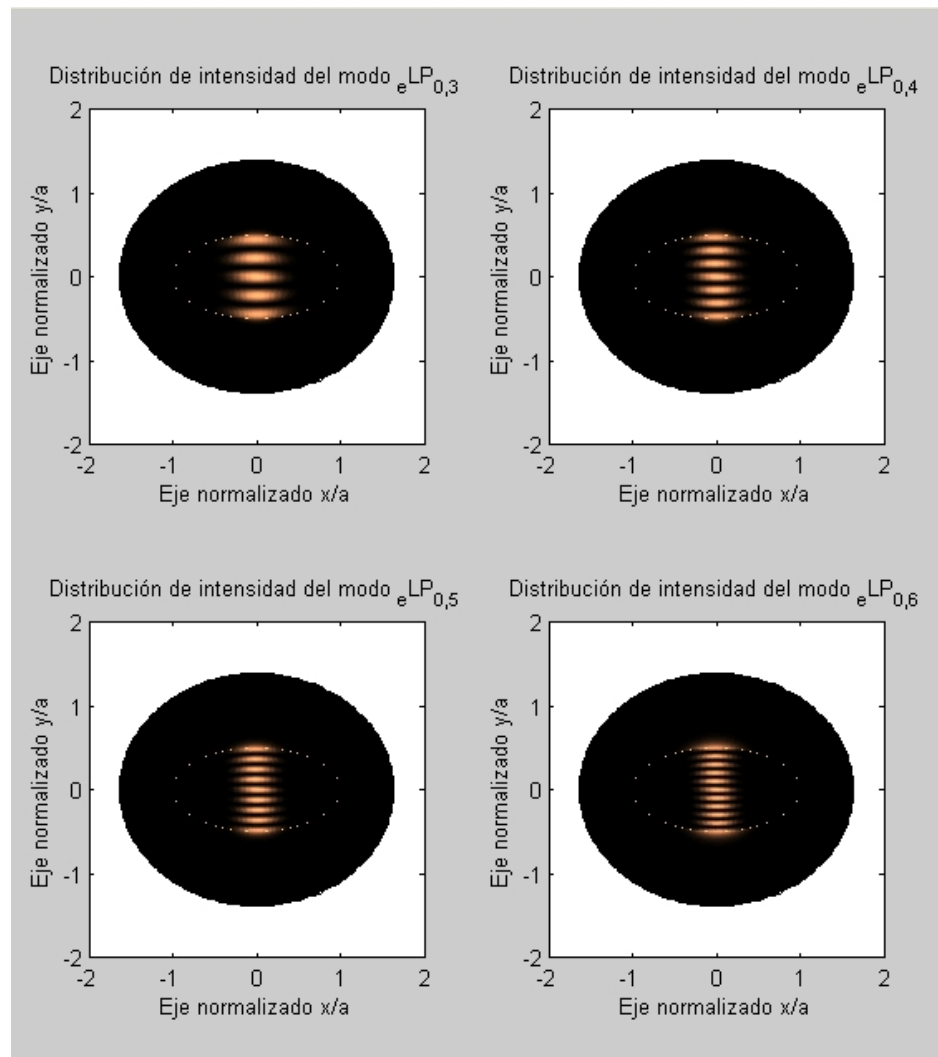 Distribución de intensidad del modo eLP0,3
2
1
0
-1
-2
Eje normalizado y/a
-2 -1 0 1 2
Eje normalizado x/a
Distribución de intensidad del modo eLP0,4
2
1
0
-1
-2
Eje normalizado y/a
-2 -1 0 1 2
Eje normalizado x/a
Distribución de intensidad del modo eLP0,5
2
1
0
-1
-2
Eje normalizado y/a
-2 -1 0 1 2
Eje normalizado x/a
Distribución de intensidad del modo eLP0,6
2
1
0
-1
-2
Eje normalizado y/a
-2 -1 0 1 2
Eje normalizado x/a